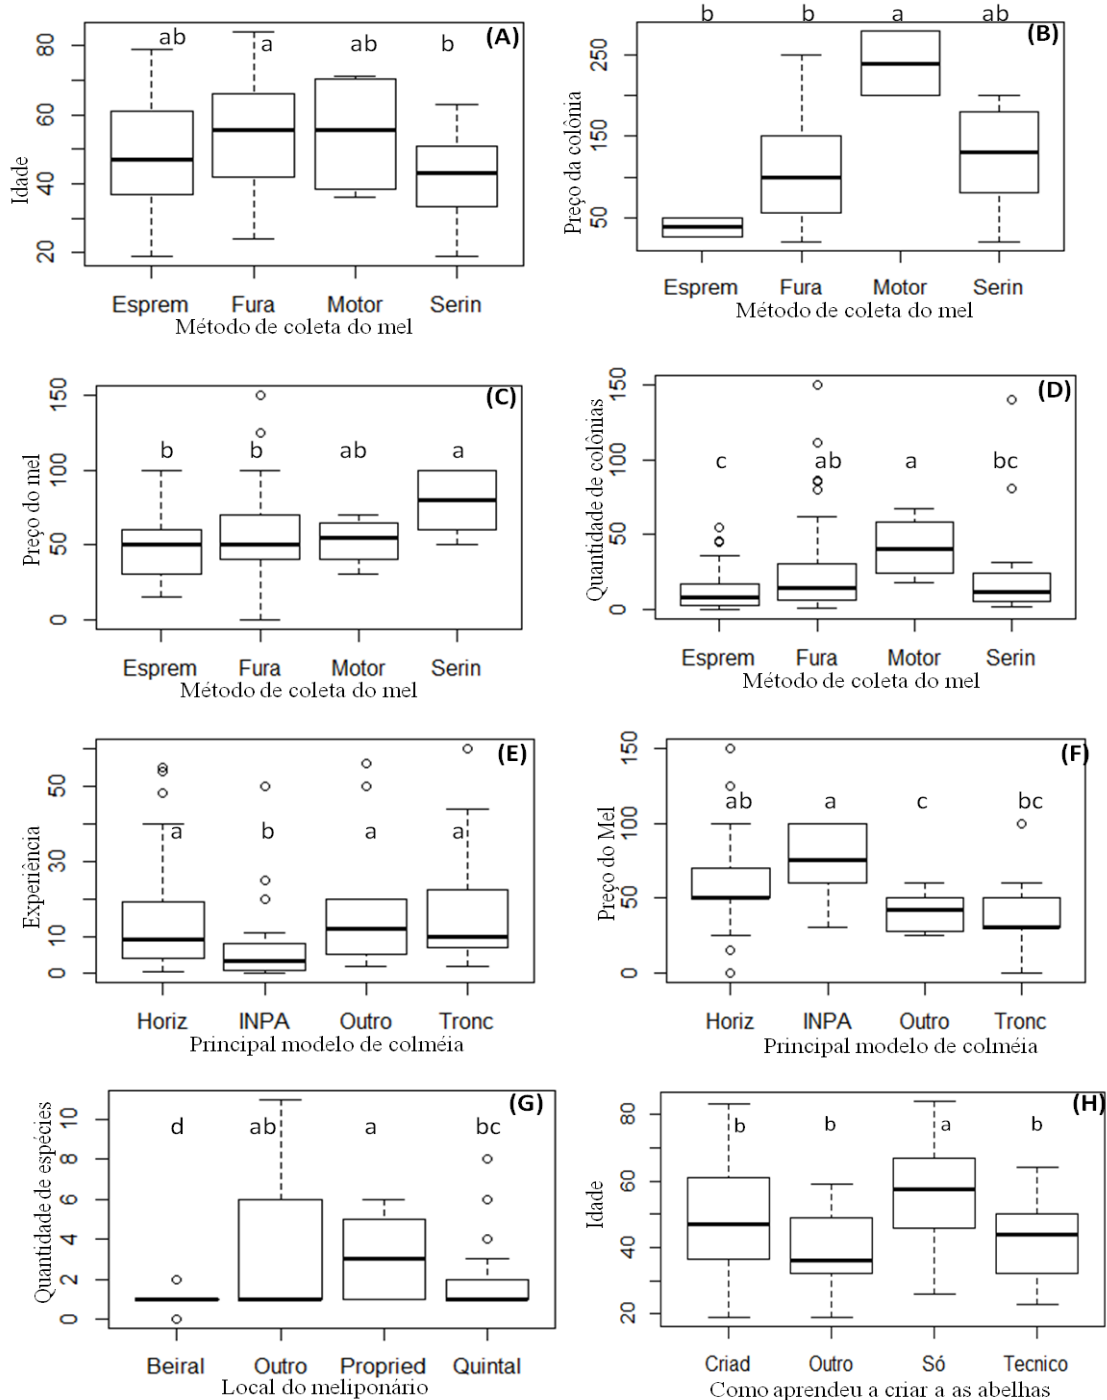 ab a ab b (A)
80
60
40
20
Idade
Esprem Fura Motor Serin
Método de coleta do mel
b b a ab
(B)
250
150
50
Preço da colônia
Esprem Fura Motor Serin
Método de coleta do mel
(C)
150
100
50
0
b b ab a
Preço do mel
Esprem Fura Motor Serin
Método de coleta do mel
(D)
150
100
50
0
c ab a bc
Quantidade de colônias
Esprem Fura Motor Serin
Método de coleta do mel
(E)
50
30
10
0
a b a a
Experiência
Horiz INPA Outro Tronc
Principal modelo de colméia
(F)
150
100
50
0
ab a c bc
Preço do Mel
Horiz INPA Outro Tronc
Principal modelo de colméia
(G)
10
8
6
4
2
0
d ab a bc
Quantidade de espécies
Beiral Outro Propried Quintal
Local do meliponário
(H)
80
60
40
20
b b a b
Idade
Criad Outro Só Tecnico
Como aprendeu a criar a as abelhas